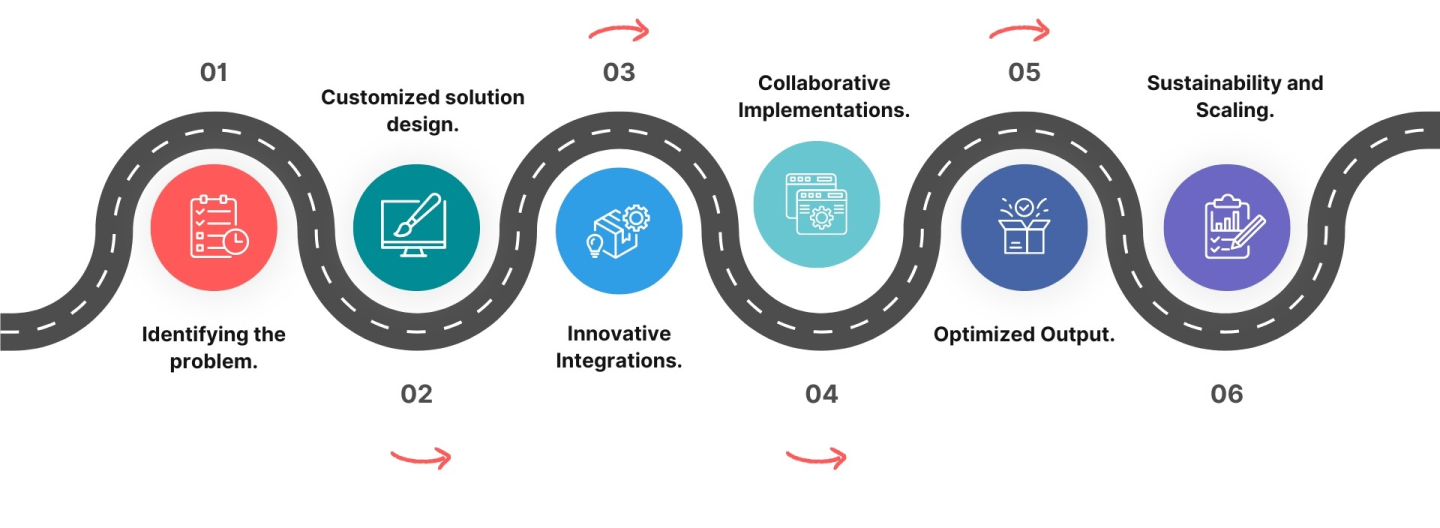 01
Identifying the
problem.
Customized solution
design.
02
03
Innovative
Integrations.
Collaborative
Implementations.
04
05
Optimized Output.
Sustainability and
Scaling.
06